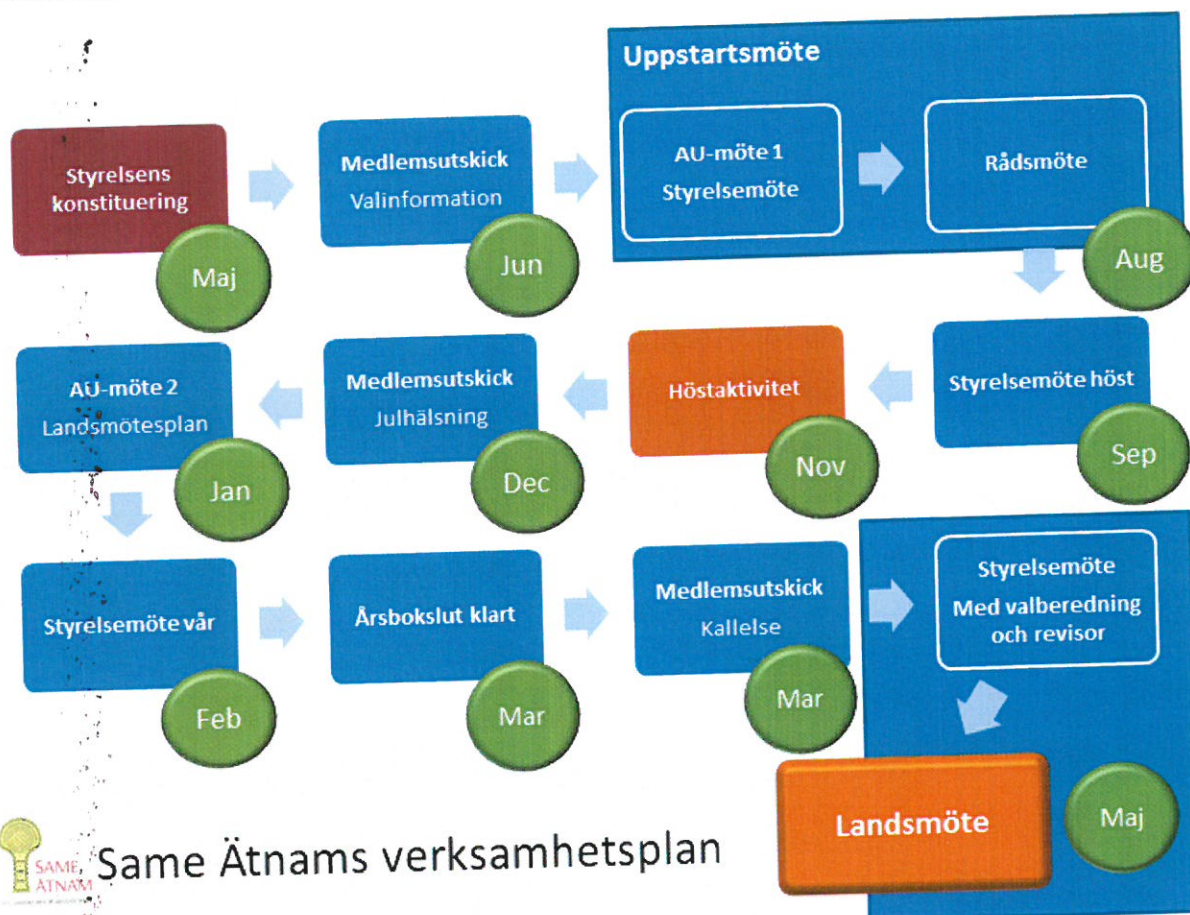 Uppstartsmöte
Styrelsens
konstituering
Maj
Medlemsutskick
Valinformation
Jun
AU-möte 1
Styrelsemöte
Rådsmöte
Aug
Styrelsemöte höst
Sep
Höstaktivitet
Nov
Medlemsutskick
Julhälsning
Dec
AU-möte 2
Landsmötesplan
Jan
Styrelsemöte vår
Feb
Årsbokslut klart
Mar
Medlemsutskick
Kallelse
Mar
Styrelsemöte
Med valberedning
och revisor
Landsmöte
Maj
SAME
ÄTNAM
Same Ätnams verksamhetsplan